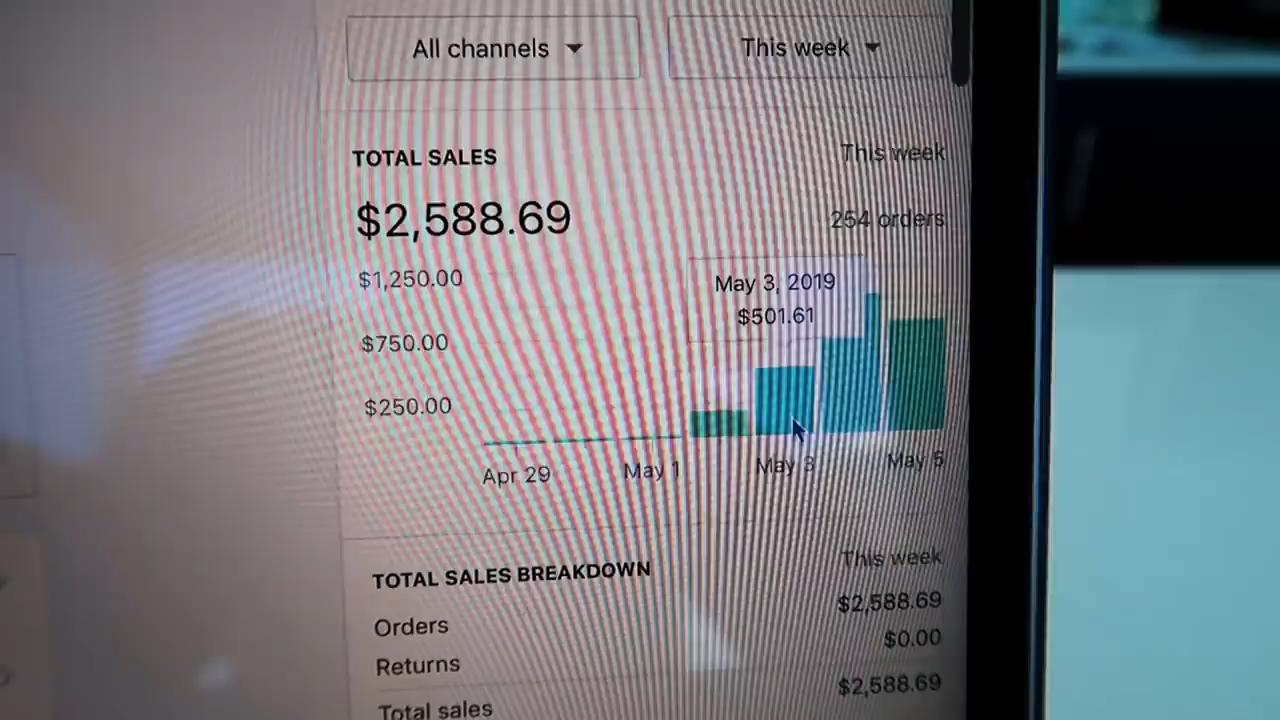 All channels
This week
TOTAL SALES
This week
$2,588.69
254 orders
$1,250.00
May 3, 2019
$501.61
$750.00
$250.00
Apr 29
May 1
May 3
May 5
TOTAL SALES BREAKDOWN
This week
Orders
$2,588.69
Returns
$0.00
Total sales
$2,588.69